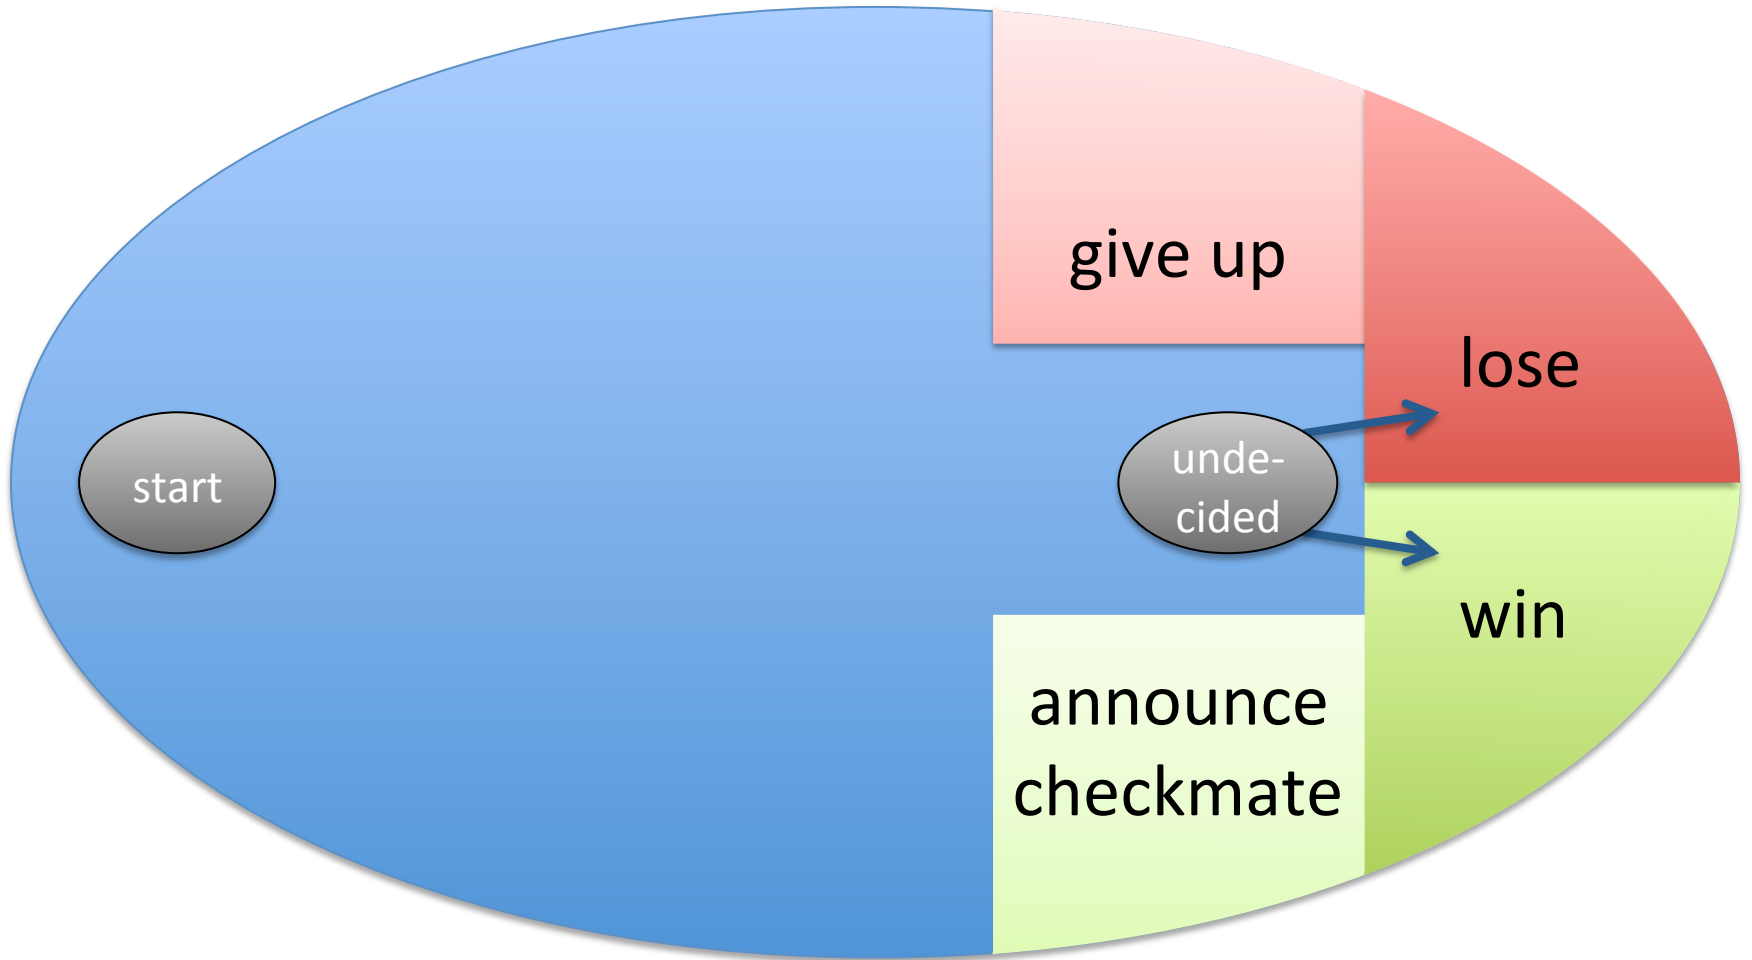 give up
lose
start
unde-
cided
win
announce
checkmate